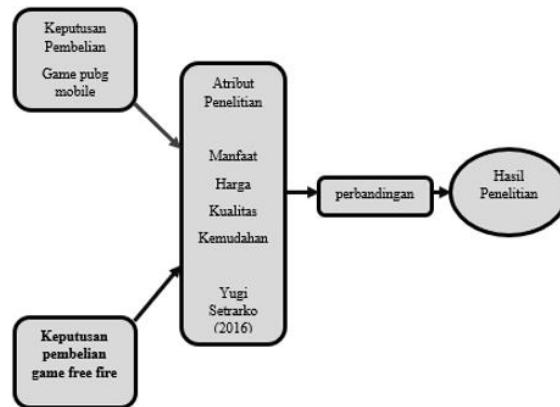 Keputusan
Pembelian
Game pubg
mobile
Atribut
Penelitian
Manfaat
Harga
Kualitas
Kemudahan
Yugi
Setrarko
(2016)
perbandingan
Hasil
Penelitian
Keputusan
pembelian
game free fire